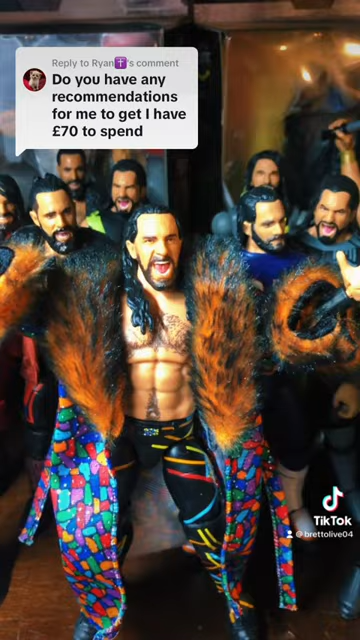 Reply to Ryan✝️'s comment
Do you have any
recommendations
for me to get I have
£70 to spend
TikTok
@brettolive04